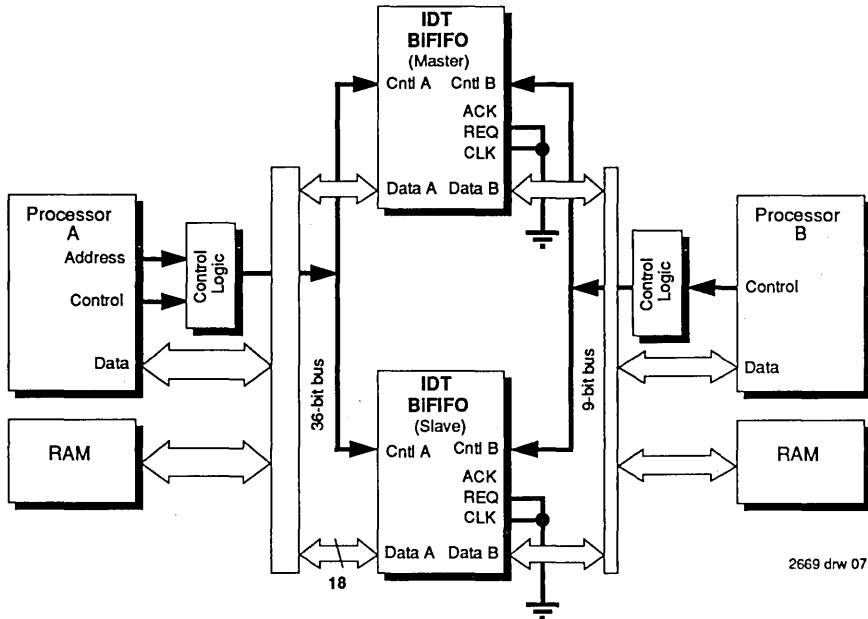 IDT
BiFIFO
(Master)
Cntl A Cntl B
ACK
REQ
CLK
Data A Data B
Processor
A
Address
Control
Data
Control Logic
RAM
36-bit bus
IDT
BiFIFO
(Slave)
Cntl A Cntl B
ACK
REQ
CLK
Data A Data B
18
9-bit bus
Control
Logic
Processor
B
Control
Data
RAM
2669 drw 07